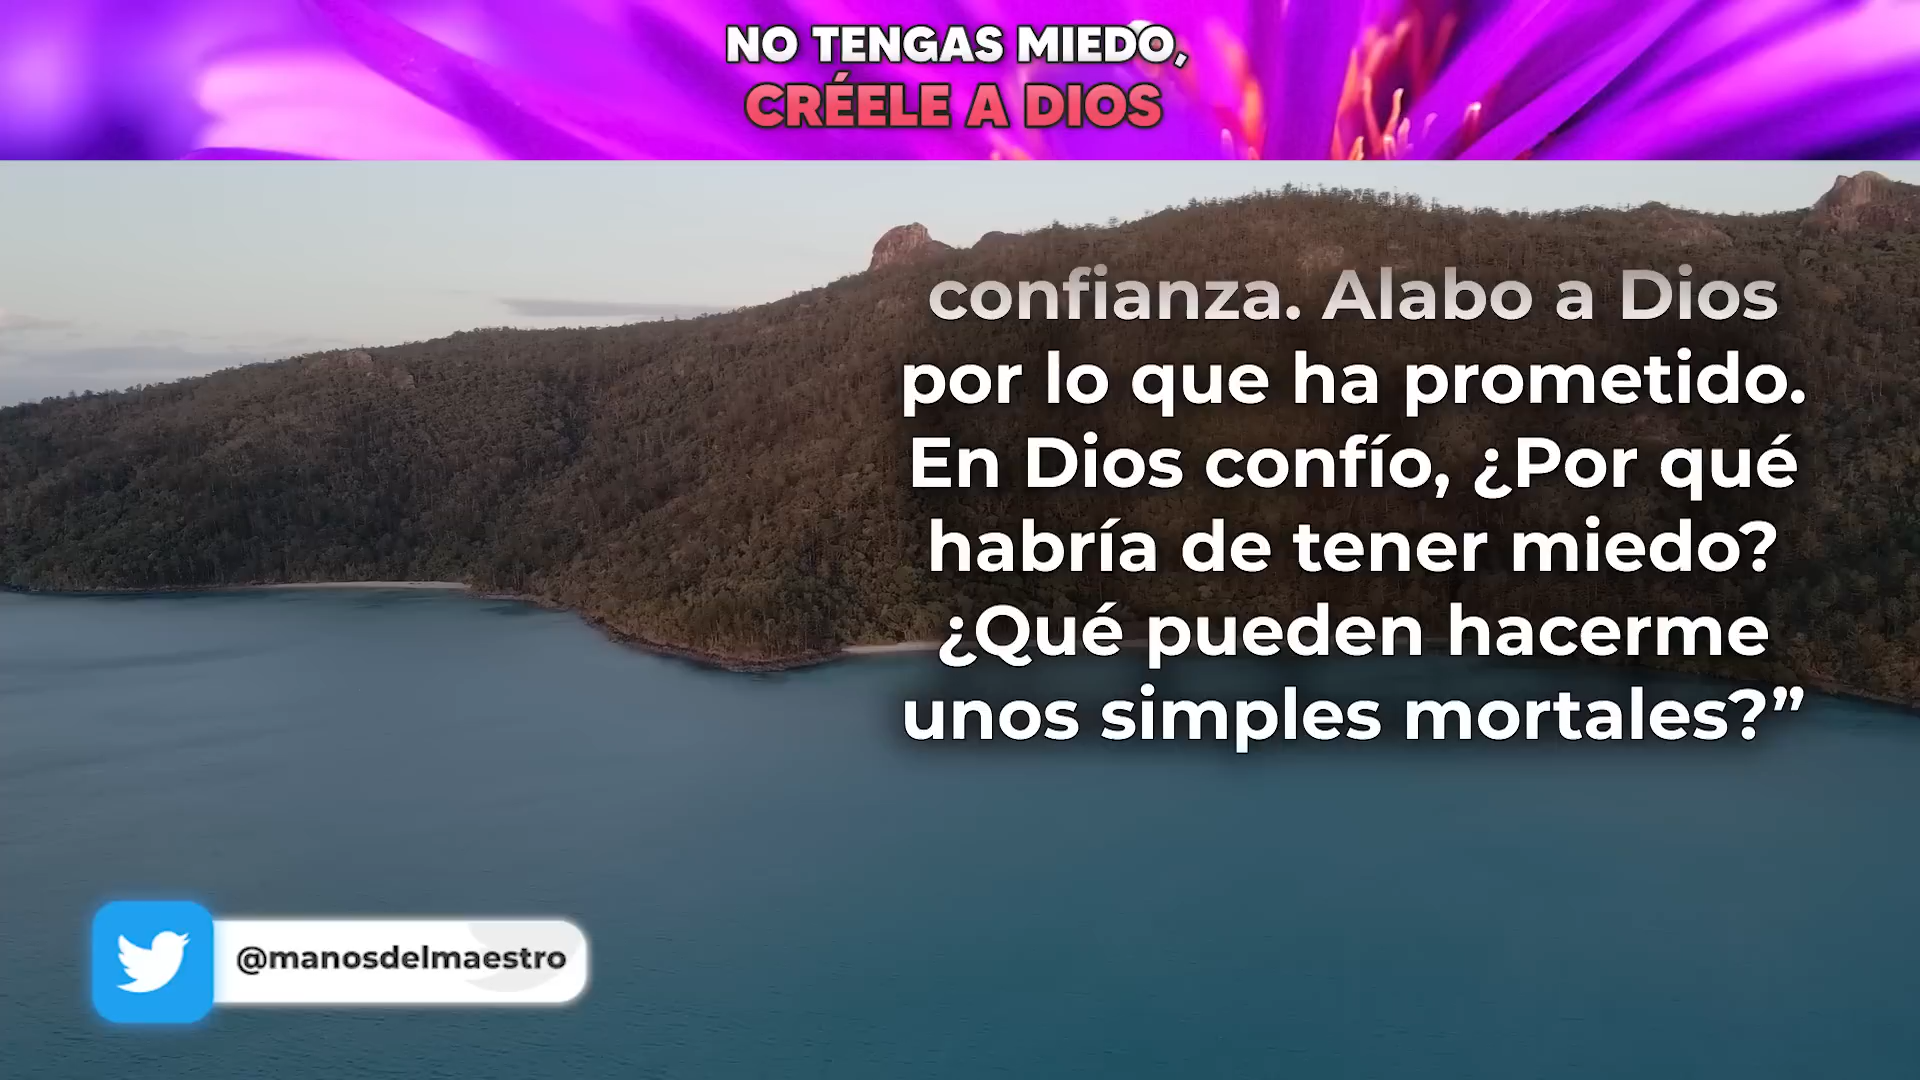 NO TENGAS MIEDO,
CRÉELE A DIOS
confianza. Alabo a Dios
por lo que ha prometido.
En Dios confío, ¿Por qué
habría de tener miedo?
¿Qué pueden hacerme
unos simples mortales?”
@manosdelmaestro